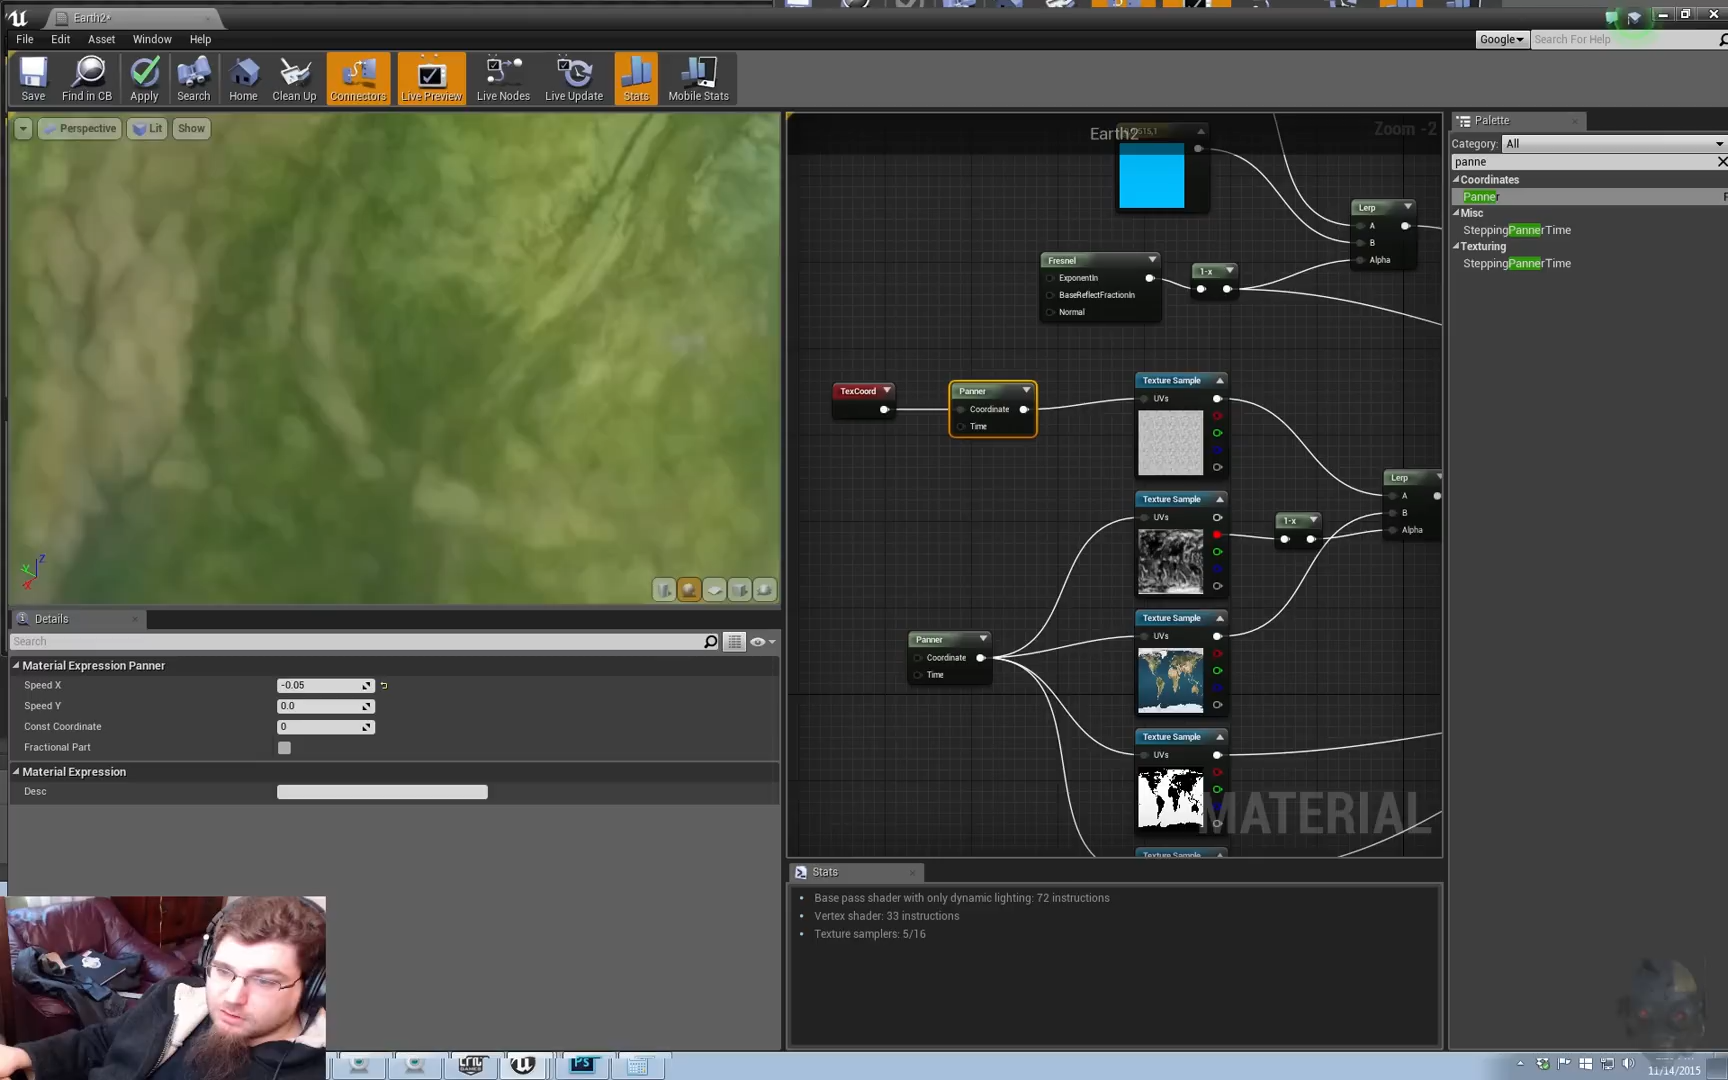 Earth2*
File Edit Asset Window Help
Google
Search For Help
Save
Find in CB
Apply
Search
Home
Clean Up
Connectors
Live Preview
Live Nodes
Live Update
Stats
Mobile Stats
Perspective
Lit
Show
Earth2
Zoom -2
Lerp
A
B
Alpha
Fresnel
ExponentIn
BaseReflectFractionIn
Normal
1-x
TexCoord
Panner
Coordinate
Time
Texture Sample
UVs
Texture Sample
UVs
1-x
Lerp
A
B
Alpha
Texture Sample
UVs
Panner
Coordinate
Time
Texture Sample
UVs
Texture Sample
MATERIAL
Palette
Category: All
panne
Coordinates
Panner
Misc
SteppingPannerTime
Texturing
SteppingPannerTime
Details
Search
Material Expression Panner
Speed X -0.05
Speed Y 0.0
Const Coordinate 0
Fractional Part
Material Expression
Desc
Stats
Base pass shader with only dynamic lighting: 72 instructions
Vertex shader: 33 instructions
Texture samplers: 5/16
Ps
11/14/2015